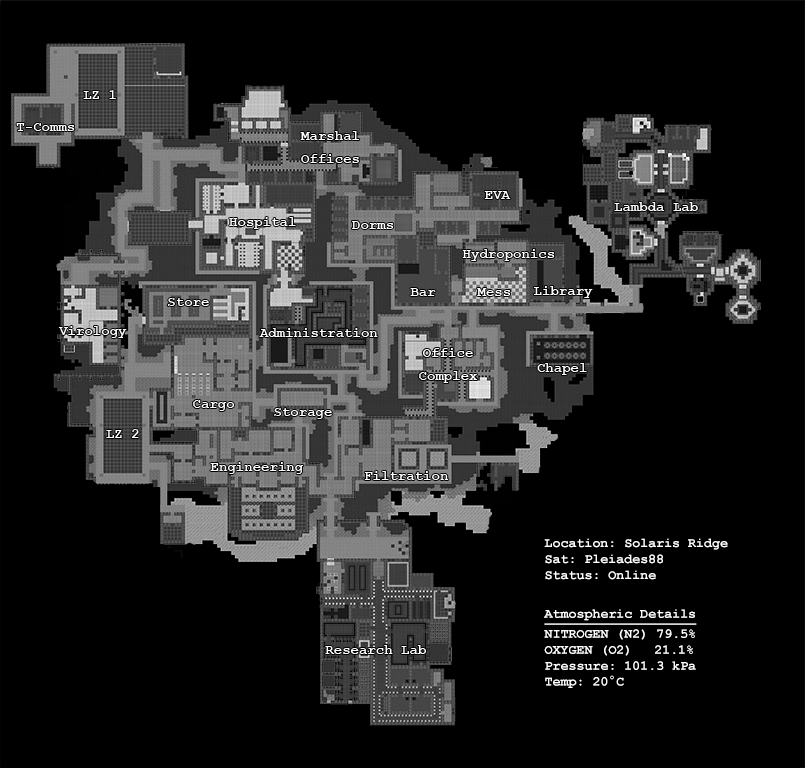 LZ 1
T-Comms
Marshal
Offices
EVA
Lambda Lab
Hospital
Dorms
Hydroponics
Bar
Mess
Library
Store
Virology
Administration
Office
Complex
Chapel
Cargo
Storage
LZ 2
Engineering
Filtration
Research Lab
Location: Solaris Ridge
Sat: Pleiades88
Status: Online
Atmospheric Details
NITROGEN (N2) 79.5%
OXYGEN (O2) 21.1%
Pressure: 101.3 kPa
Temp: 20°C